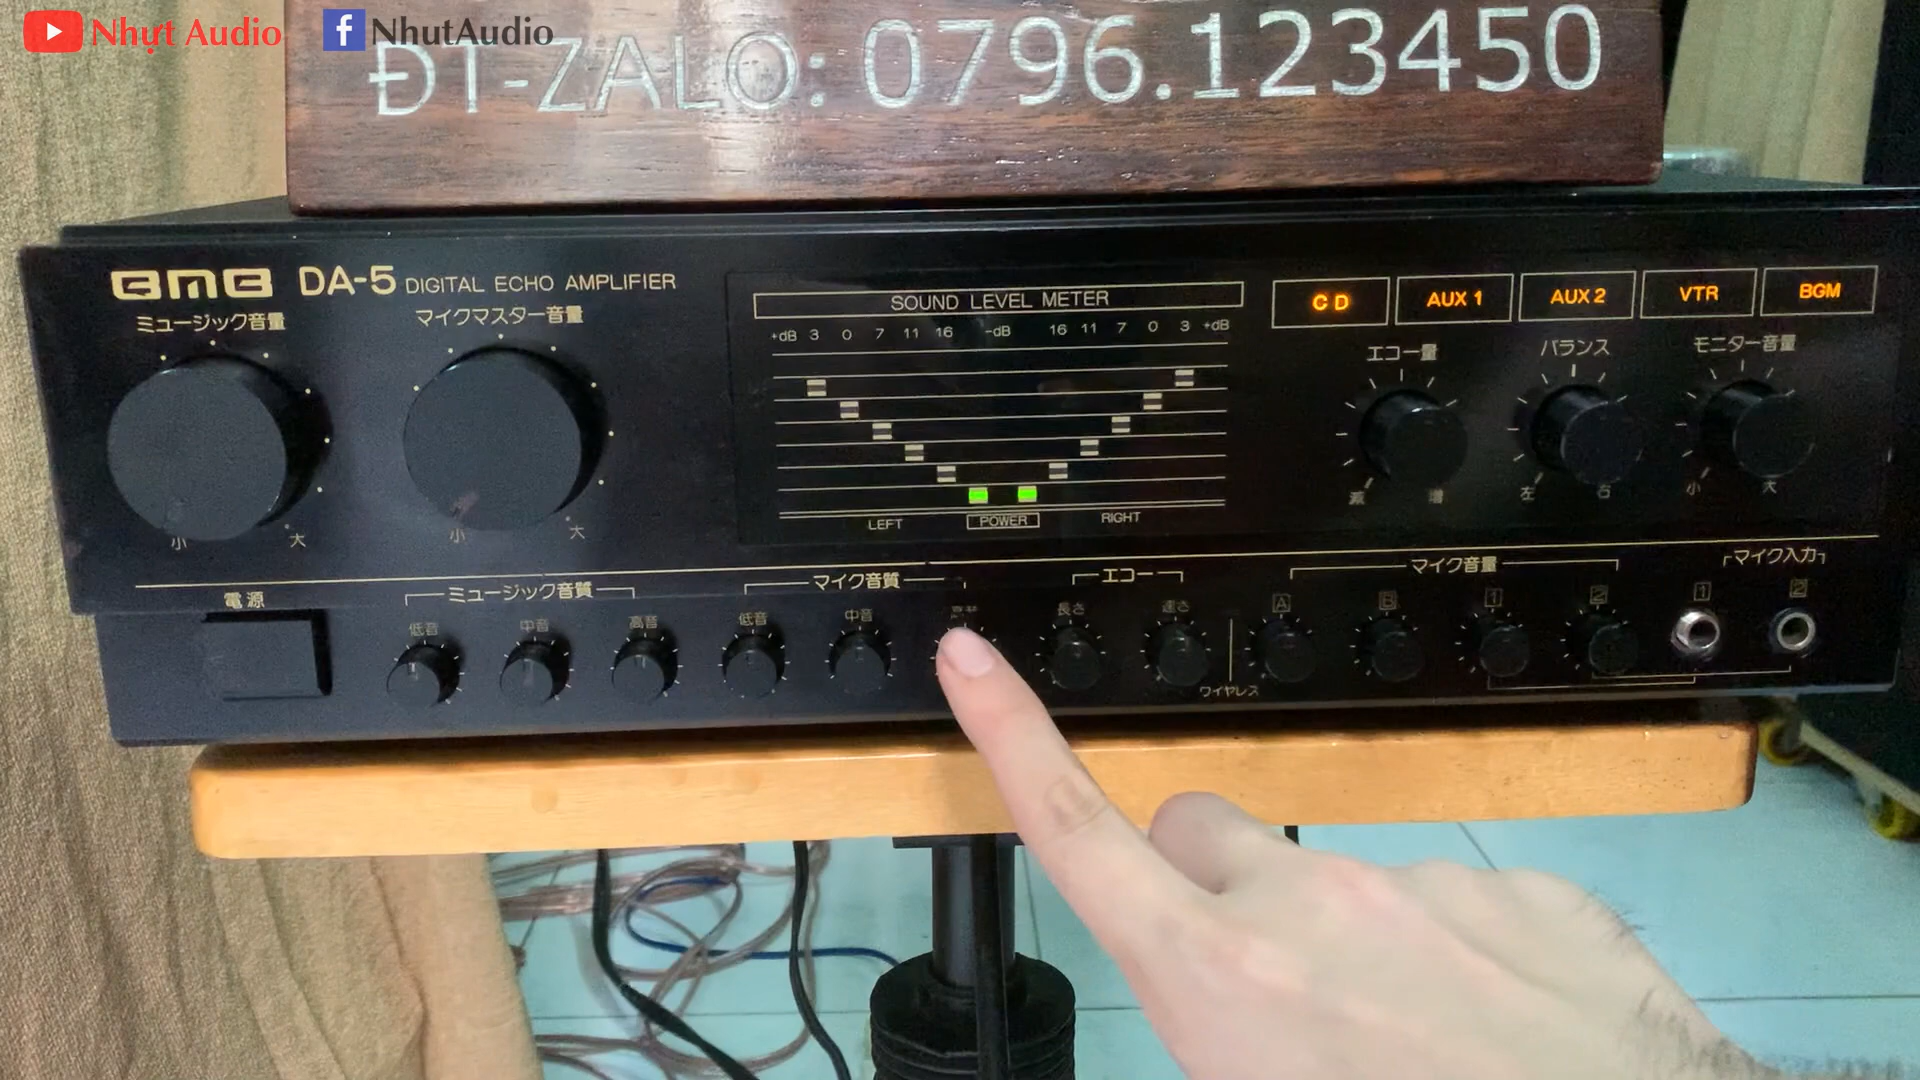 Nhựt Audio
NhutAudio
ĐT-ZALO: 0796.123450
BMB DA-5 DIGITAL ECHO AMPLIFIER
ミュージック音量
マイクマスター音量
小
大
小
大
SOUND LEVEL METER
+dB 3 0 7 11 16 -dB 16 11 7 0 3 +dB
LEFT
POWER
RIGHT
CD
AUX 1
AUX 2
VTR
BGM
エコー量
バランス
モニター音量
減
増
左
右
小
大
電源
ミュージック音質
低音
中音
高音
マイク音質
低音
中音
エコー
長さ
速さ
マイク音量
A
B
1
2
ワイヤレス
マイク入力
1
2